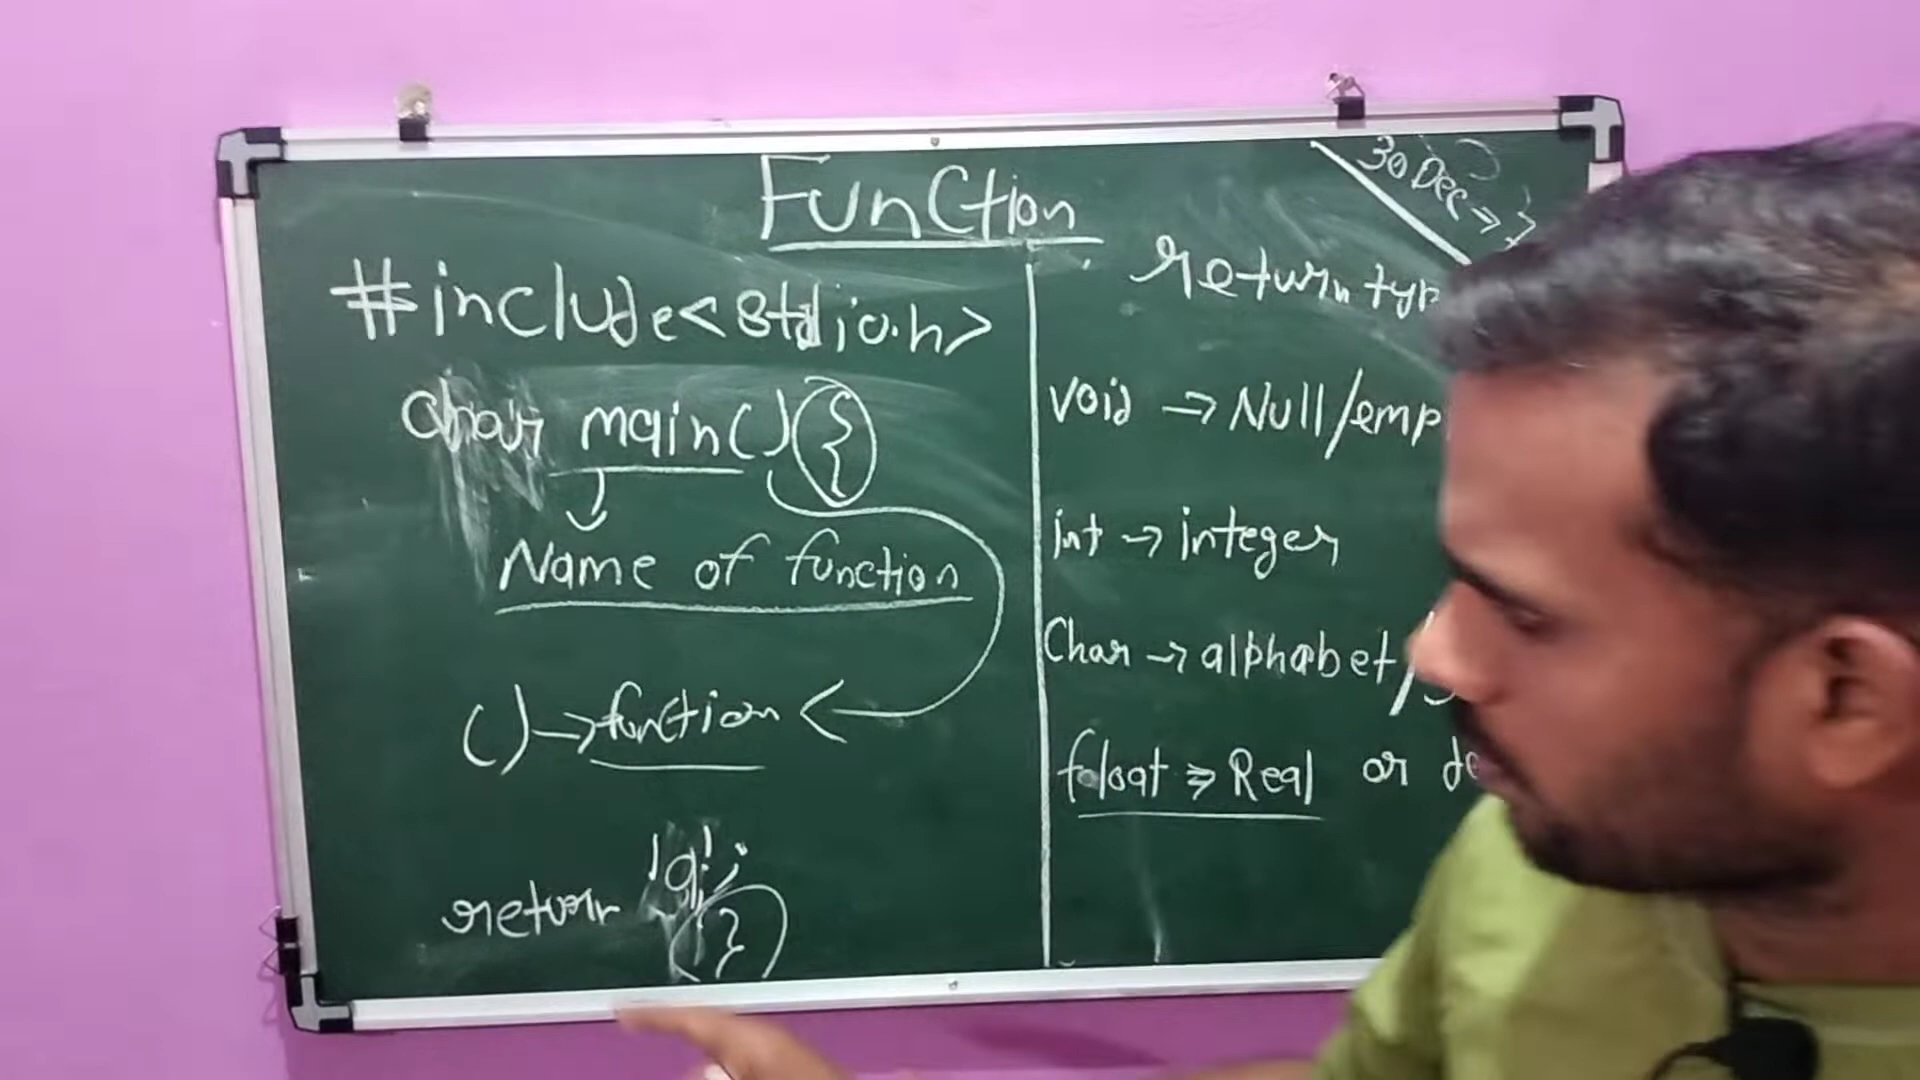 Function
30 Dec →
#include<stdio.h>
char main(){
Name of function
() → function
return 'a';
}
return typ
void → Null/emp
int → integer
Char → alphabet/
float ⇒ Real or de